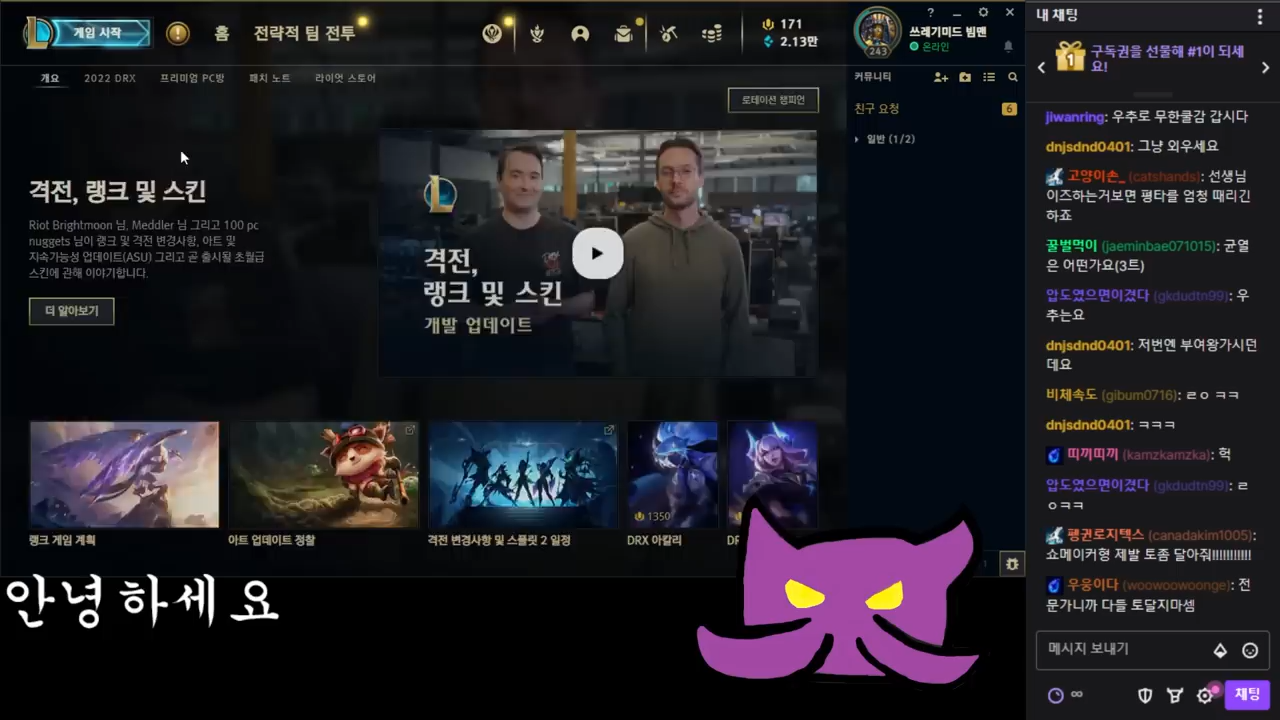 게임 시작
홈
전략적 팀 전투
171
2.13만
243
쓰레기미드 빔맨
온라인
개요
2022 DRX
프리미엄 PC방
패치 노트
라이엇 스토어
로테이션 챔피언
격전, 랭크 및 스킨
Riot Brightmoon 님, Meddler 님 그리고 100 pc
nuggets 님이 랭크 및 격전 변경사항, 아트 및
지속가능성 업데이트(ASU) 그리고 곧 출시될 초월급
스킨에 관해 이야기합니다.
더 알아보기
격전,
랭크 및 스킨
개발 업데이트
랭크 게임 계획
아트 업데이트 정찰
격전 변경사항 및 스플릿 2 일정
1350
DRX 아칼리
커뮤니티
친구 요청
6
일반 (1/2)
안녕하세요
내 채팅
1
구독권을 선물해 #1이 되세
요!
jiwanring: 우추로 무한쿨감 갑시다
dnjsdnd0401: 그냥 외우세요
고양이손_ (catshands): 선생님
이즈하는거보면 평타를 엄청 때리긴
하죠
꿀벌먹이 (jaeminbae071015): 균열
은 어떤가요(3트)
압도였으면이겼다 (gkdudtn99): 우
추는요
dnjsdnd0401: 저번엔 부여왕가시던
데요
비체속도 (gibum0716): ㄹㅇ ㅋㅋ
dnjsdnd0401: ㅋㅋㅋ
띠끼띠끼 (kamzkamzka): 헉
압도였으면이겼다 (gkdudtn99): ㄹ
ㅇㅋㅋ
펭귄로지텍스 (canadakim1005):
쇼메이커형 제발 토좀 달아줘!!!!!!!!!!!
우웅이다 (woowoowoonge): 전
문가니까 다들 토달지마셈
메시지 보내기
채팅